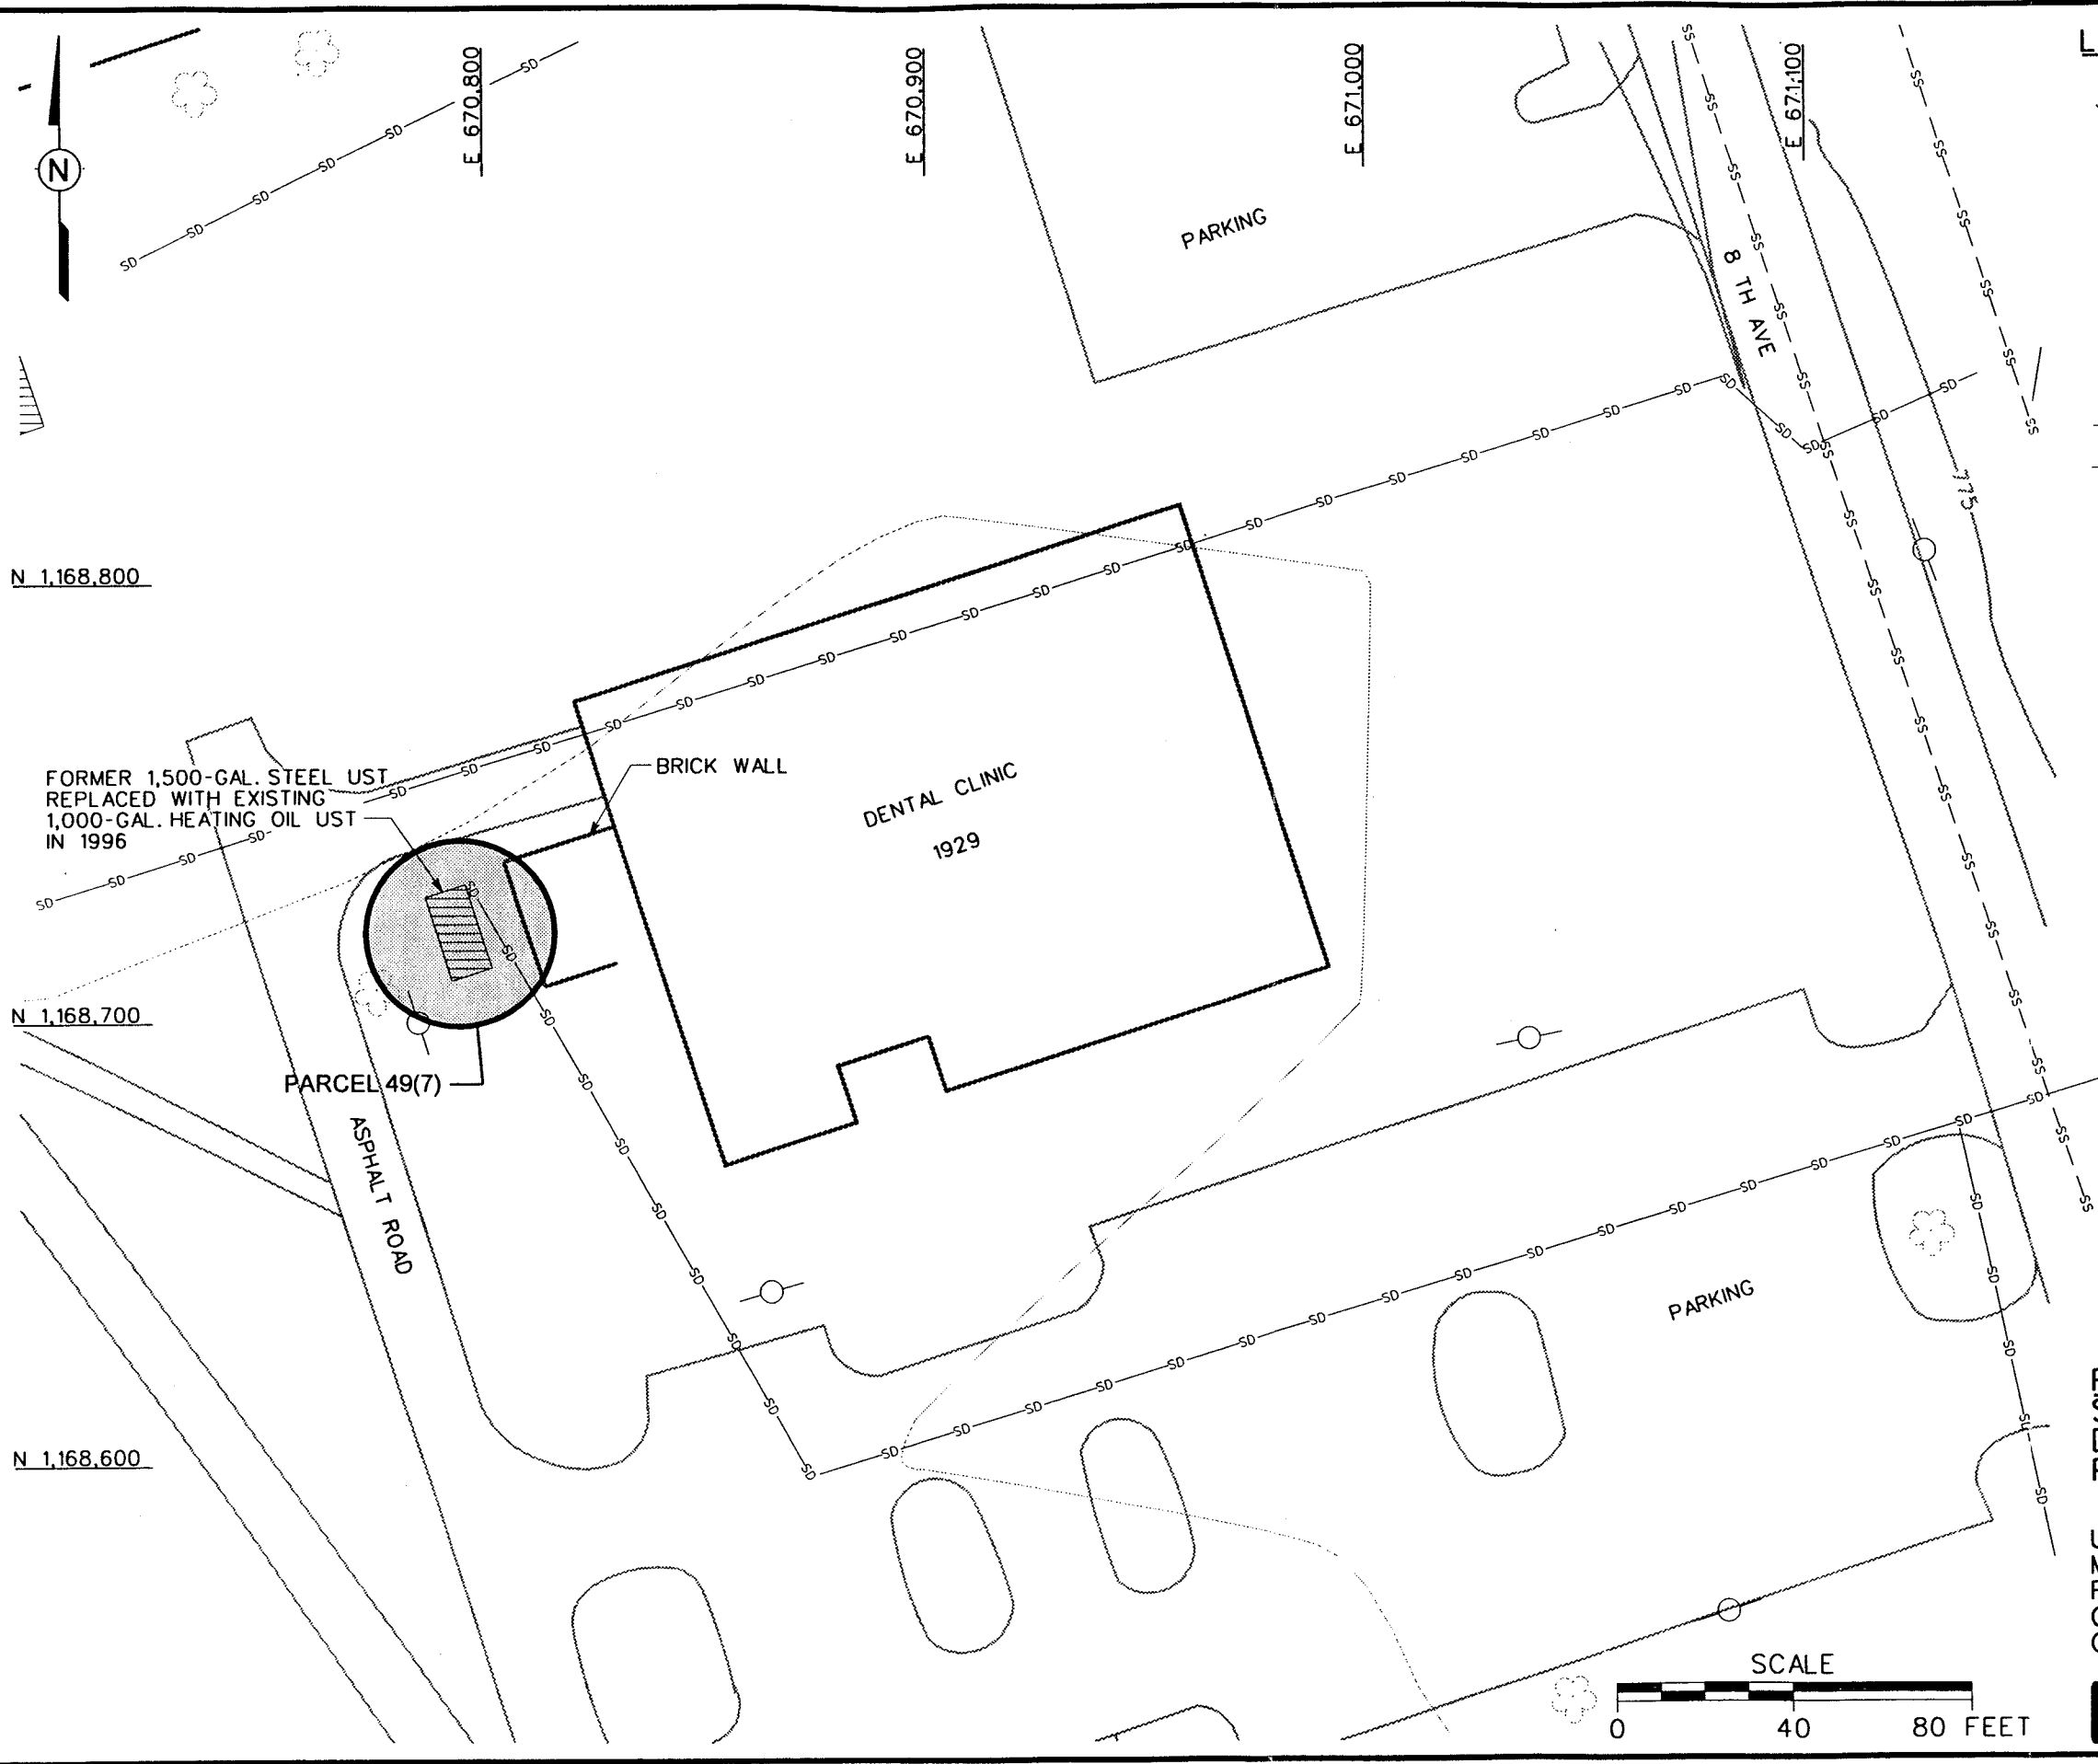 L
E 670,800
E 670,900
E 671,000
E 671,100
N
PARKING
8 TH AVE
775
N 1,168,800
FORMER 1,500-GAL. STEEL UST
REPLACED WITH EXISTING
1,000-GAL. HEATING OIL UST
IN 1996
BRICK WALL
DENTAL CLINIC
1929
N 1,168,700
PARCEL 49(7)
ASPHALT ROAD
PARKING
N 1,168,600
SCALE
0 40 80 FEET
SD
SS